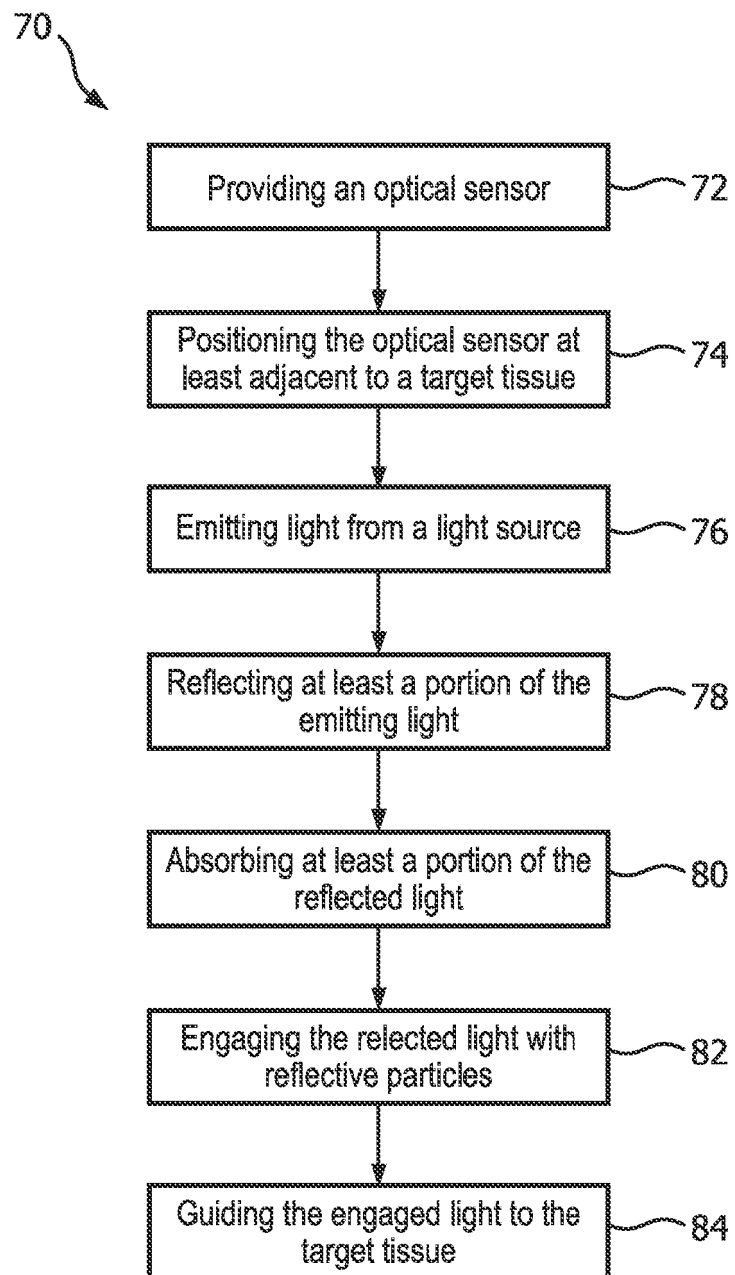 70
Providing an optical sensor
72
Positioning the optical sensor at
least adjacent to a target tissue
74
Emitting light from a light source
76
Reflecting at least a portion of the
emitting light
78
Absorbing at least a portion of the
reflected light
80
Engaging the relected light with
reflective particles
82
Guiding the engaged light to the
target tissue
84